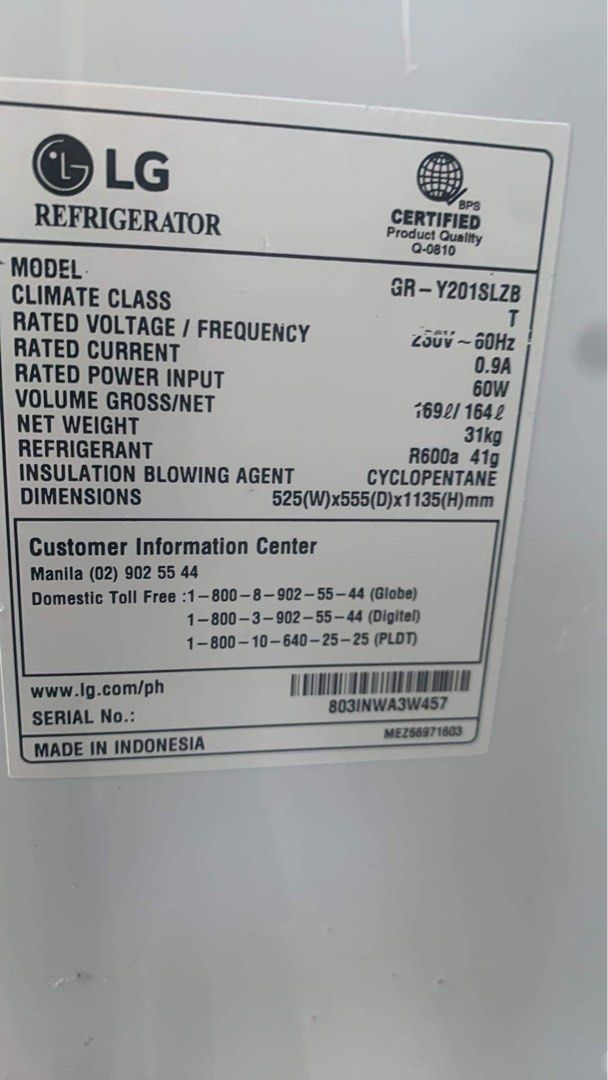 LG
REFRIGERATOR
BPS
CERTIFIED
Product Quality
Q-0810
MODEL GR-Y201SLZB
CLIMATE CLASS T
RATED VOLTAGE / FREQUENCY 230V~60Hz
RATED CURRENT 0.9A
RATED POWER INPUT 60W
VOLUME GROSS/NET 169ℓ/ 164ℓ
NET WEIGHT 31kg
REFRIGERANT R600a 41g
INSULATION BLOWING AGENT CYCLOPENTANE
DIMENSIONS 525(W)x555(D)x1135(H)mm
Customer Information Center
Manila (02) 902 55 44
Domestic Toll Free :1-800-8-902-55-44 (Globe)
1-800-3-902-55-44 (Digitel)
1-800-10-640-25-25 (PLDT)
www.lg.com/ph
SERIAL No.: 803INWA3W457
MADE IN INDONESIA MEZ66971603